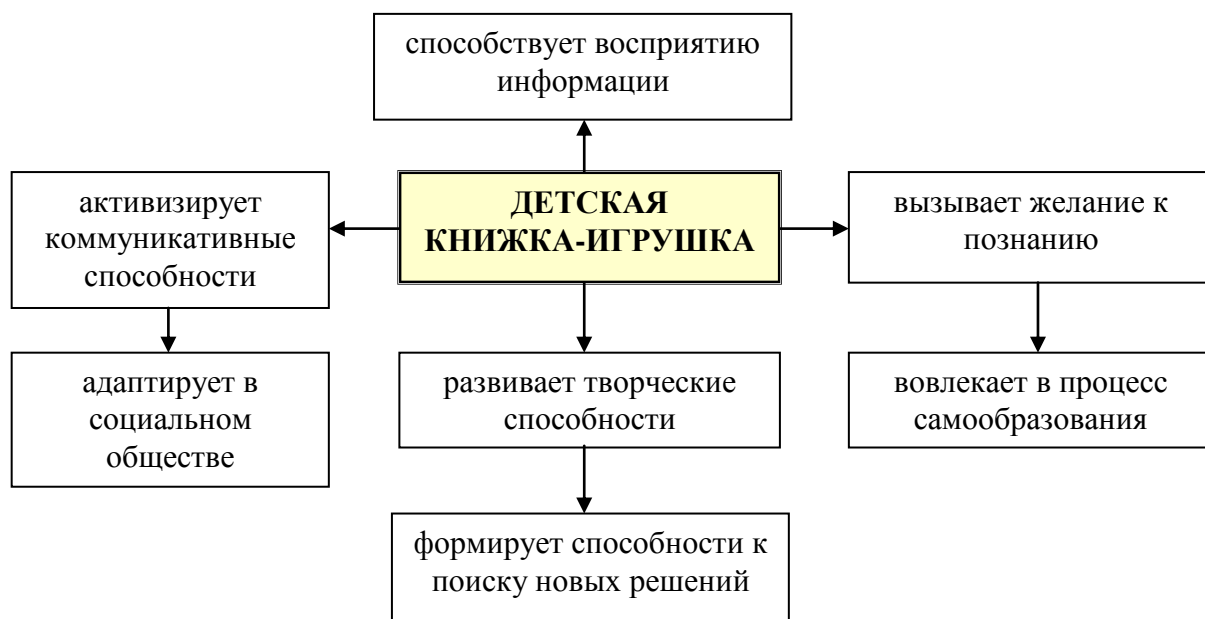 способствует восприятию
информации
активизирует
коммуникативные
способности
ДЕТСКАЯ
КНИЖКА-ИГРУШКА
вызывает желание к
познанию
адаптирует в
социальном
обществе
развивает творческие
способности
вовлекает в процесс
самообразования
формирует способности к
поиску новых решений